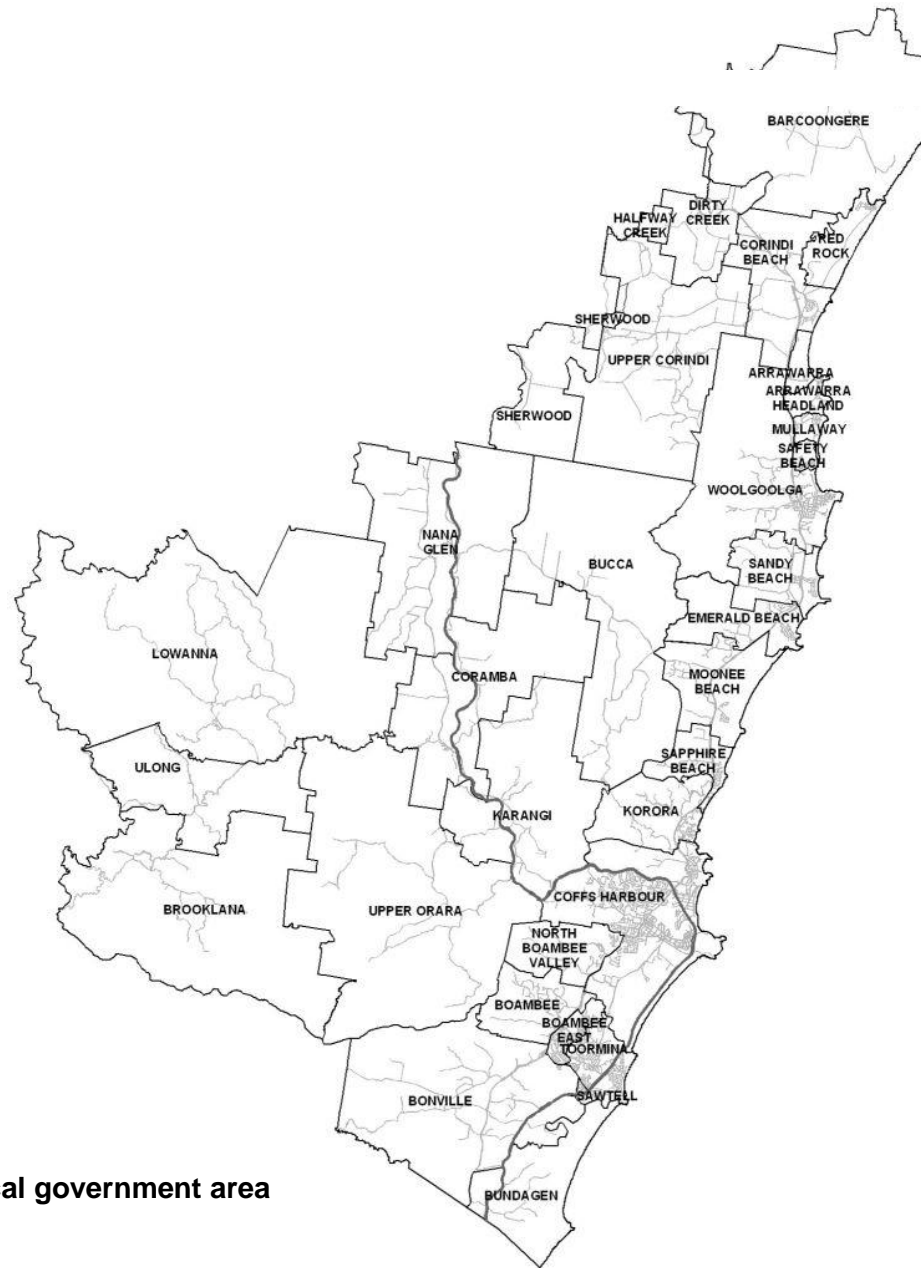 BARCOONGERE
DIRTY
CREEK
HALFWAY
CREEK
CORINDI
BEACH
RED
ROCK
SHERWOOD
UPPER CORINDI
ARRAWARRA
ARRAWARRA
HEADLAND
SHERWOOD
MULLAWAY
SAFETY
BEACH
WOOLGOOLGA
NANA
GLEN
BUCCA
SANDY
BEACH
EMERALD BEACH
LOWANNA
CORAMBA
MOONEE
BEACH
ULONG
SAPPHIRE
BEACH
KARANGI
KORORA
BROOKLANA
UPPER ORARA
COFFS HARBOUR
NORTH
BOAMBEE
VALLEY
BOAMBEE
BOAMBEE
EAST
TOORMINA
BONVILLE
SAWTELL
BUNDAGEN
al government area